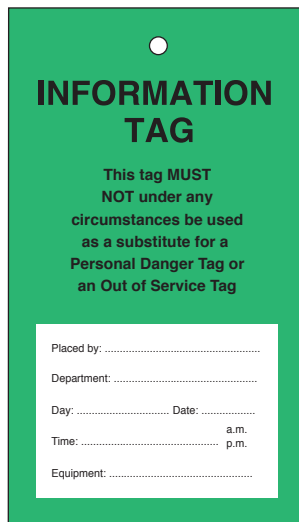 INFORMATION
TAG
This tag MUST
NOT under any
circumstances be used
as a substitute for a
Personal Danger Tag or
an Out of Service Tag
Placed by: ......................................................
Department: ..................................................
Day: ................................ Date: ...................
a.m.
Time: ................................................ p.m.
Equipment: ..................................................